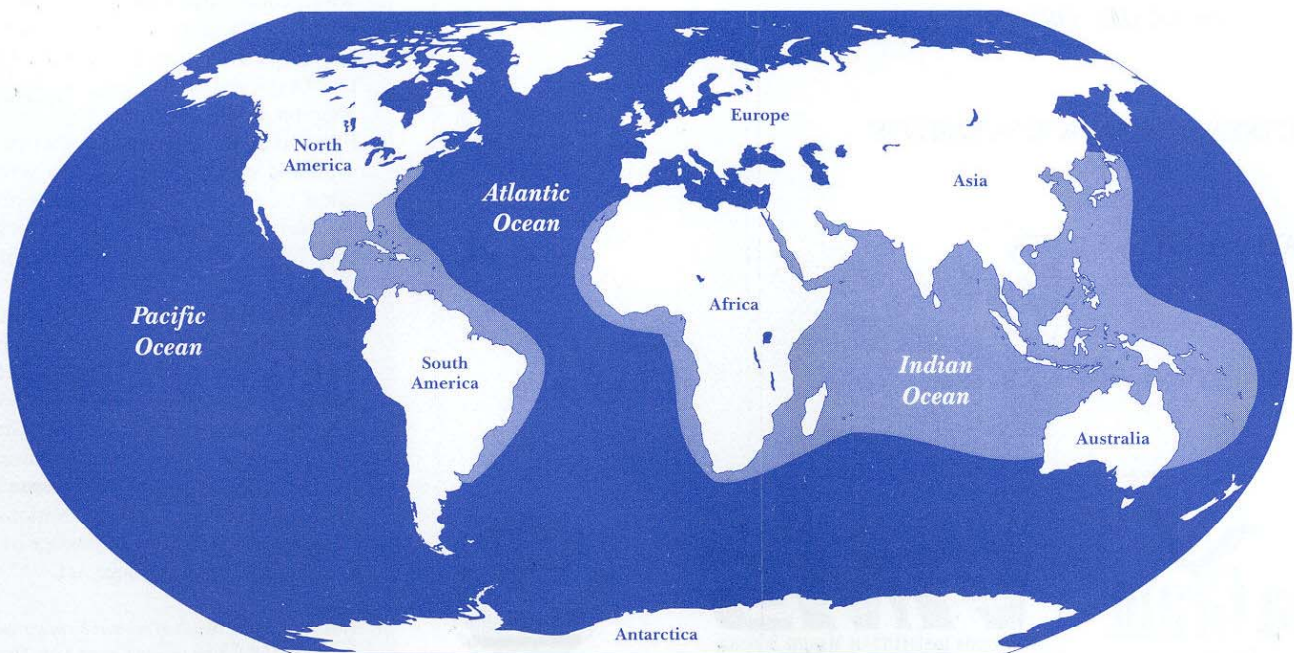 Europe
North
America
Asia
Atlantic
Ocean
Africa
Pacific
Ocean
South
America
Indian
Ocean
Australia
Antarctica